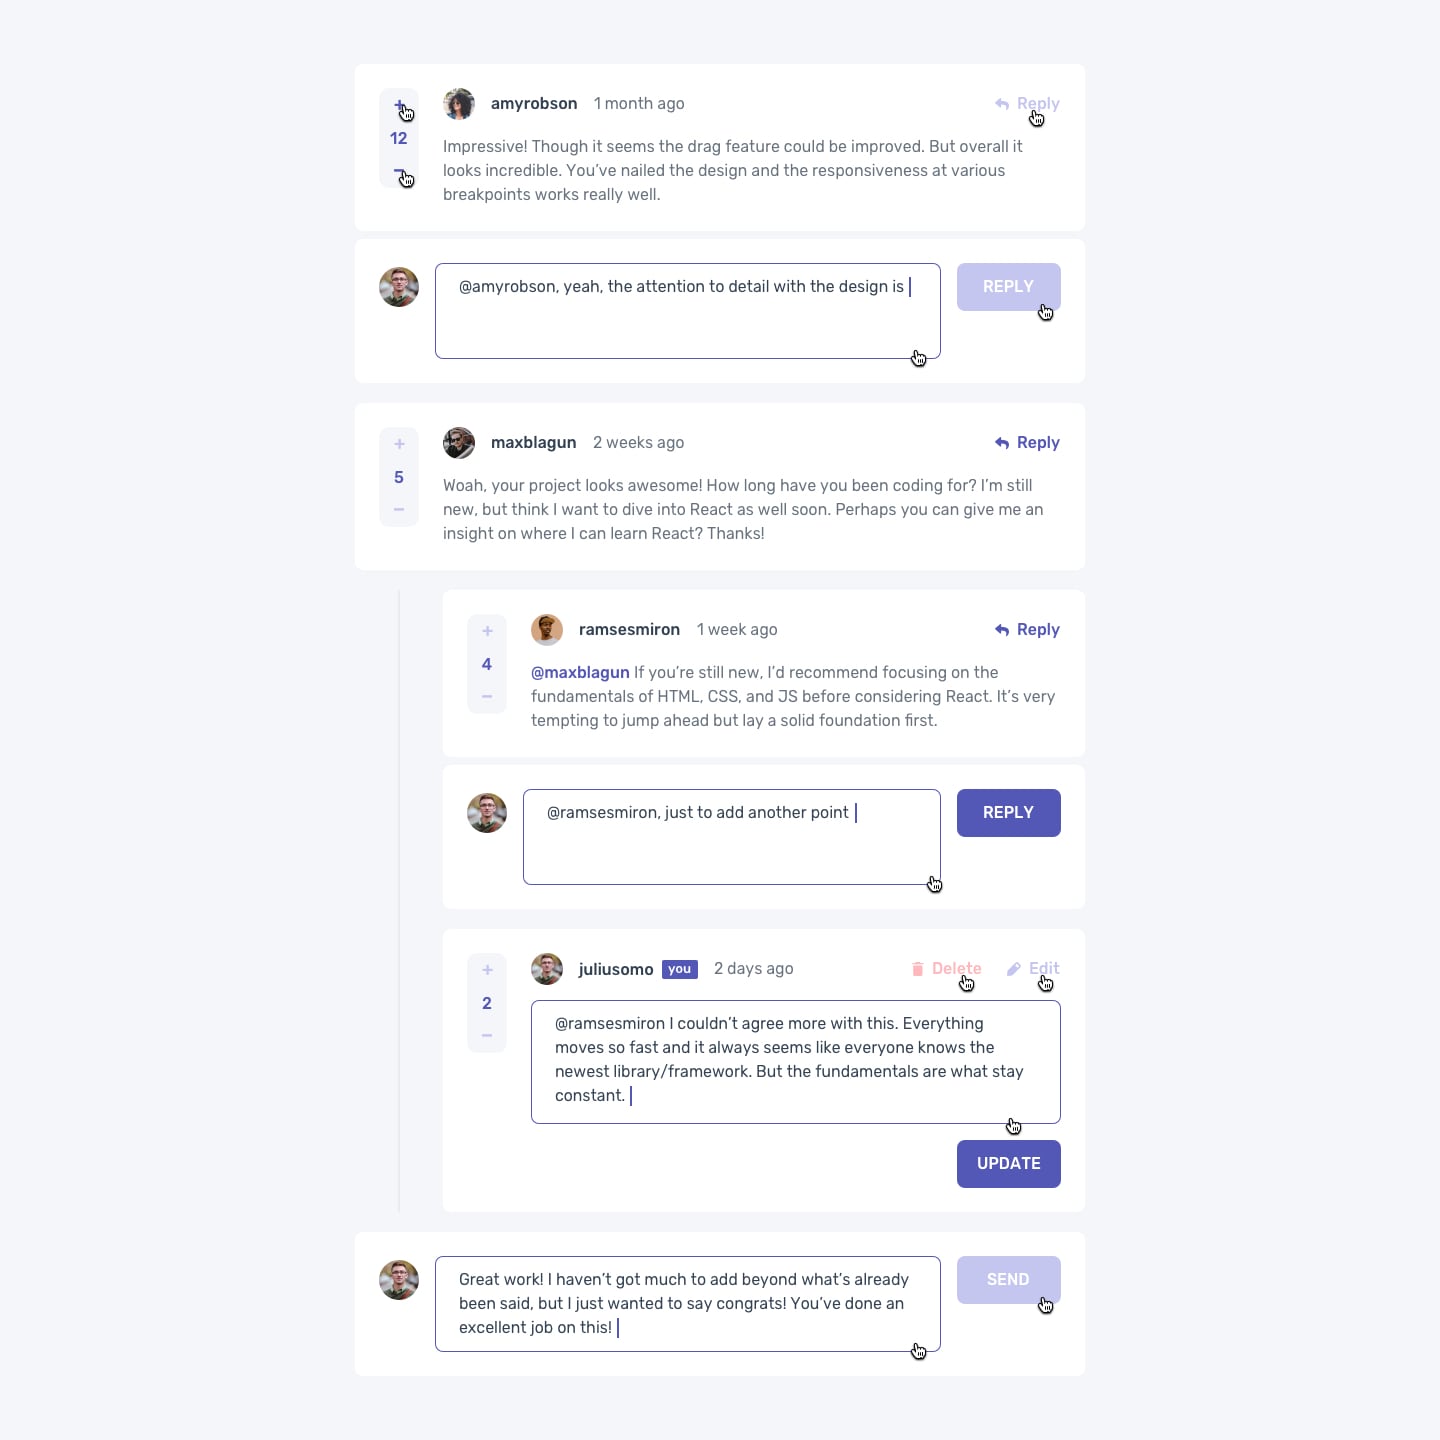 +
12
−
amyrobson 1 month ago Reply
Impressive! Though it seems the drag feature could be improved. But overall it
looks incredible. You’ve nailed the design and the responsiveness at various
breakpoints works really well.
@amyrobson, yeah, the attention to detail with the design is
REPLY
+
5
−
maxblagun 2 weeks ago Reply
Woah, your project looks awesome! How long have you been coding for? I’m still
new, but think I want to dive into React as well soon. Perhaps you can give me an
insight on where I can learn React? Thanks!
+
4
−
ramsesmiron 1 week ago Reply
@maxblagun If you’re still new, I’d recommend focusing on the
fundamentals of HTML, CSS, and JS before considering React. It’s very
tempting to jump ahead but lay a solid foundation first.
@ramsesmiron, just to add another point
REPLY
+
2
−
juliusomo you 2 days ago Delete Edit
@ramsesmiron I couldn’t agree more with this. Everything
moves so fast and it always seems like everyone knows the
newest library/framework. But the fundamentals are what stay
constant.
UPDATE
Great work! I haven’t got much to add beyond what’s already
been said, but I just wanted to say congrats! You’ve done an
excellent job on this!
SEND